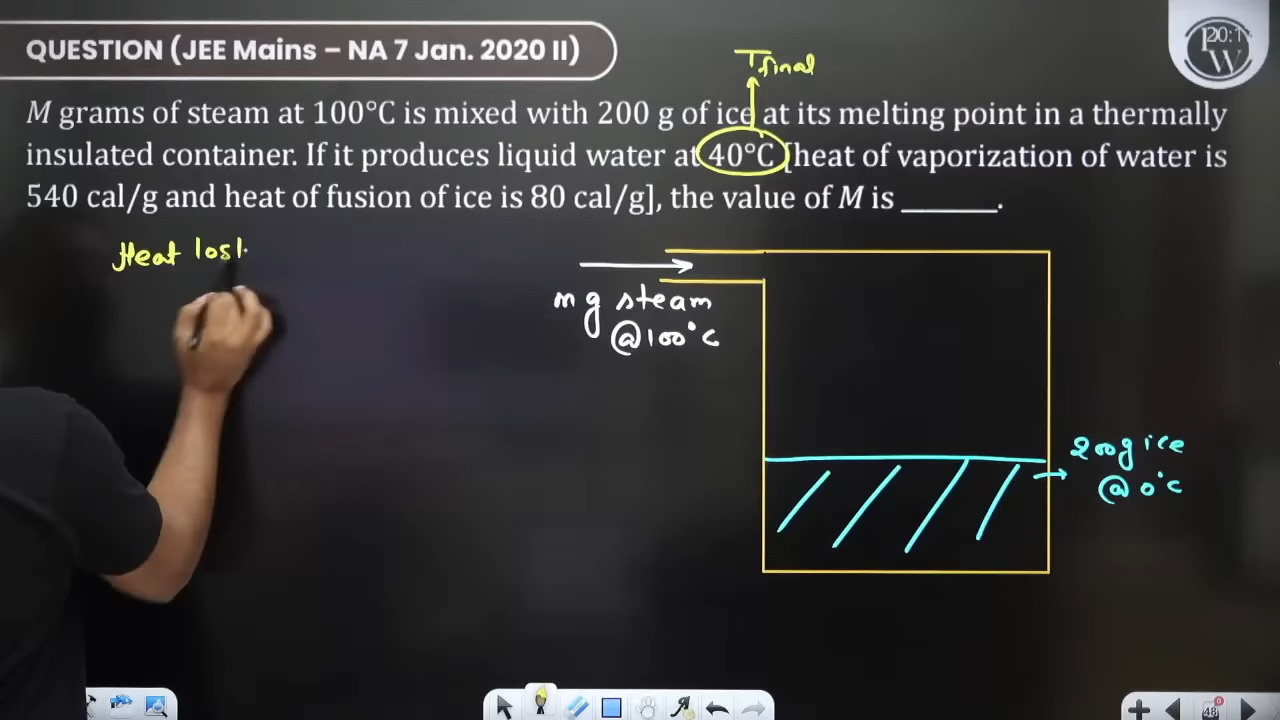 QUESTION (JEE Mains – NA 7 Jan. 2020 II)
T final
M grams of steam at 100°C is mixed with 200 g of ice at its melting point in a thermally
insulated container. If it produces liquid water at 40°C [heat of vaporization of water is
540 cal/g and heat of fusion of ice is 80 cal/g], the value of M is ______.
Heat lost
m g steam
@100°C
200g ice
@ 0°C
48